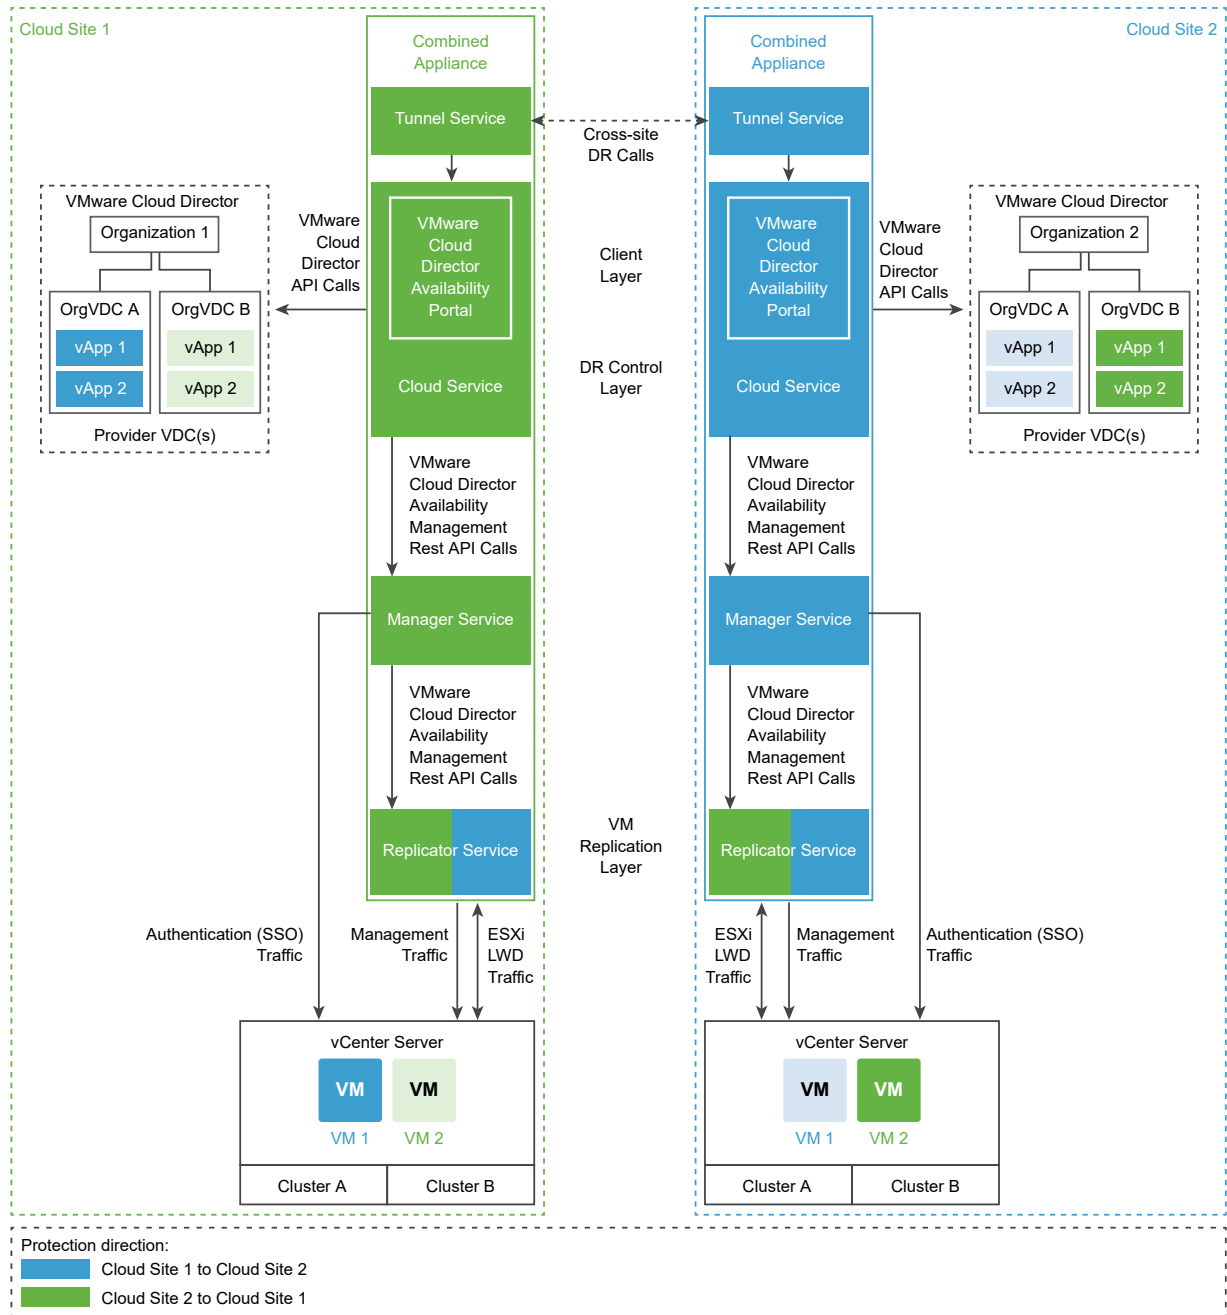 Cloud Site 1
Combined
Appliance
Tunnel Service
Cross-site
DR Calls
Combined
Appliance
Tunnel Service
Cloud Site 2
VMware Cloud Director
Organization 1
OrgVDC A
vApp 1
vApp 2
OrgVDC B
vApp 1
vApp 2
Provider VDC(s)
VMware
Cloud
Director
API Calls
VMware
Cloud
Director
Availability
Portal
Cloud Service
Client
Layer
DR Control
Layer
VMware
Cloud
Director
Availability
Portal
Cloud Service
VMware
Cloud
Director
API Calls
VMware Cloud Director
Organization 2
OrgVDC A
vApp 1
vApp 2
OrgVDC B
vApp 1
vApp 2
Provider VDC(s)
VMware
Cloud Director
Availability
Management
Rest API Calls
VMware
Cloud Director
Availability
Management
Rest API Calls
Manager Service
Manager Service
VMware
Cloud Director
Availability
Management
Rest API Calls
VMware
Cloud Director
Availability
Management
Rest API Calls
Replicator Service
VM
Replication
Layer
Replicator Service
Authentication (SSO)
Traffic
Management
Traffic
ESXi
LWD
Traffic
ESXi
LWD
Traffic
Management
Traffic
Authentication (SSO)
Traffic
vCenter Server
VM
VM
VM 1
VM 2
Cluster A
Cluster B
vCenter Server
VM
VM
VM 1
VM 2
Cluster A
Cluster B
Protection direction:
Cloud Site 1 to Cloud Site 2
Cloud Site 2 to Cloud Site 1